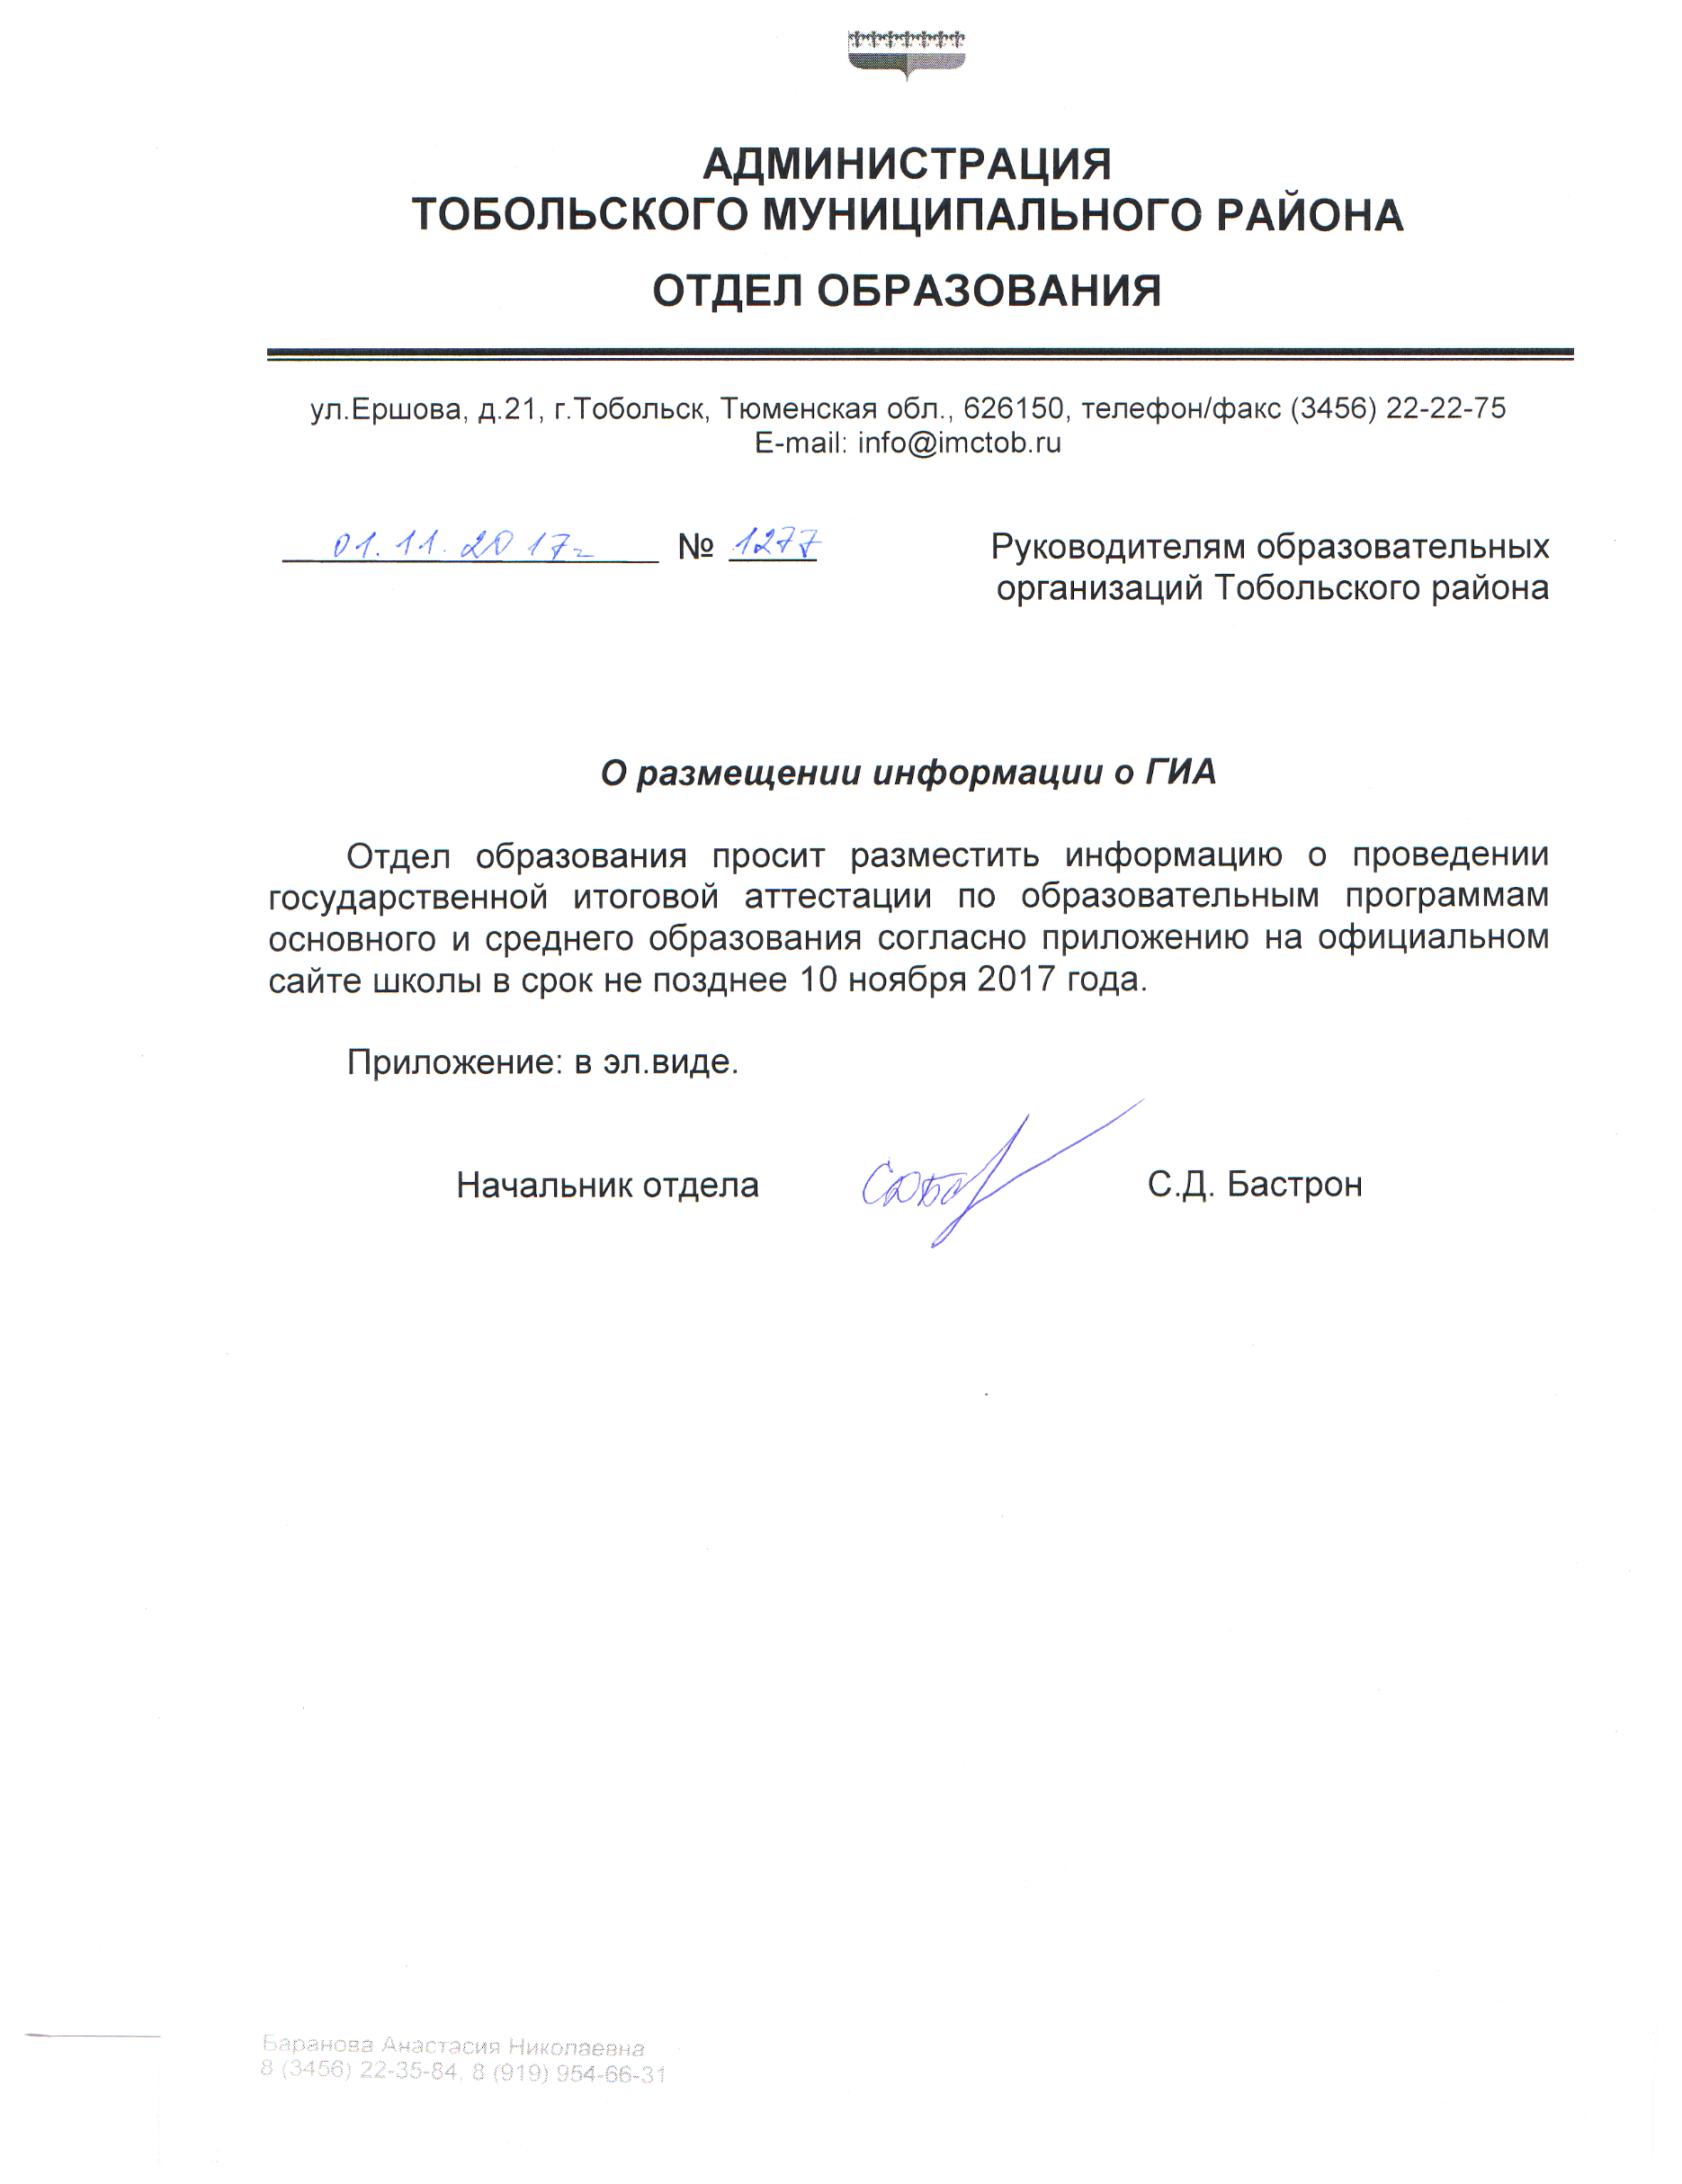 АДМИНИСТРАЦИЯ
ТОБОЛЬСКОГО МУНИЦИПАЛЬНОГО РАЙОНА
ОТДЕЛ ОБРАЗОВАНИЯ
ул.Ершова, д.21, г.Тобольск, Тюменская обл., 626150, телефон/факс (3456) 22-22-75
E-mail: info@imctob.ru
01.11.2017г № 1277
Руководителям образовательных
организаций Тобольского района
О размещении информации о ГИА
Отдел образования просит разместить информацию о проведении
государственной итоговой аттестации по образовательным программам
основного и среднего образования согласно приложению на официальном
сайте школы в срок не позднее 10 ноября 2017 года.
Приложение: в эл.виде.
Начальник отдела С.Д. Бастрон
Баранова Анастасия Николаевна
8 (3456) 22-35-84, 8 (919) 954-66-31